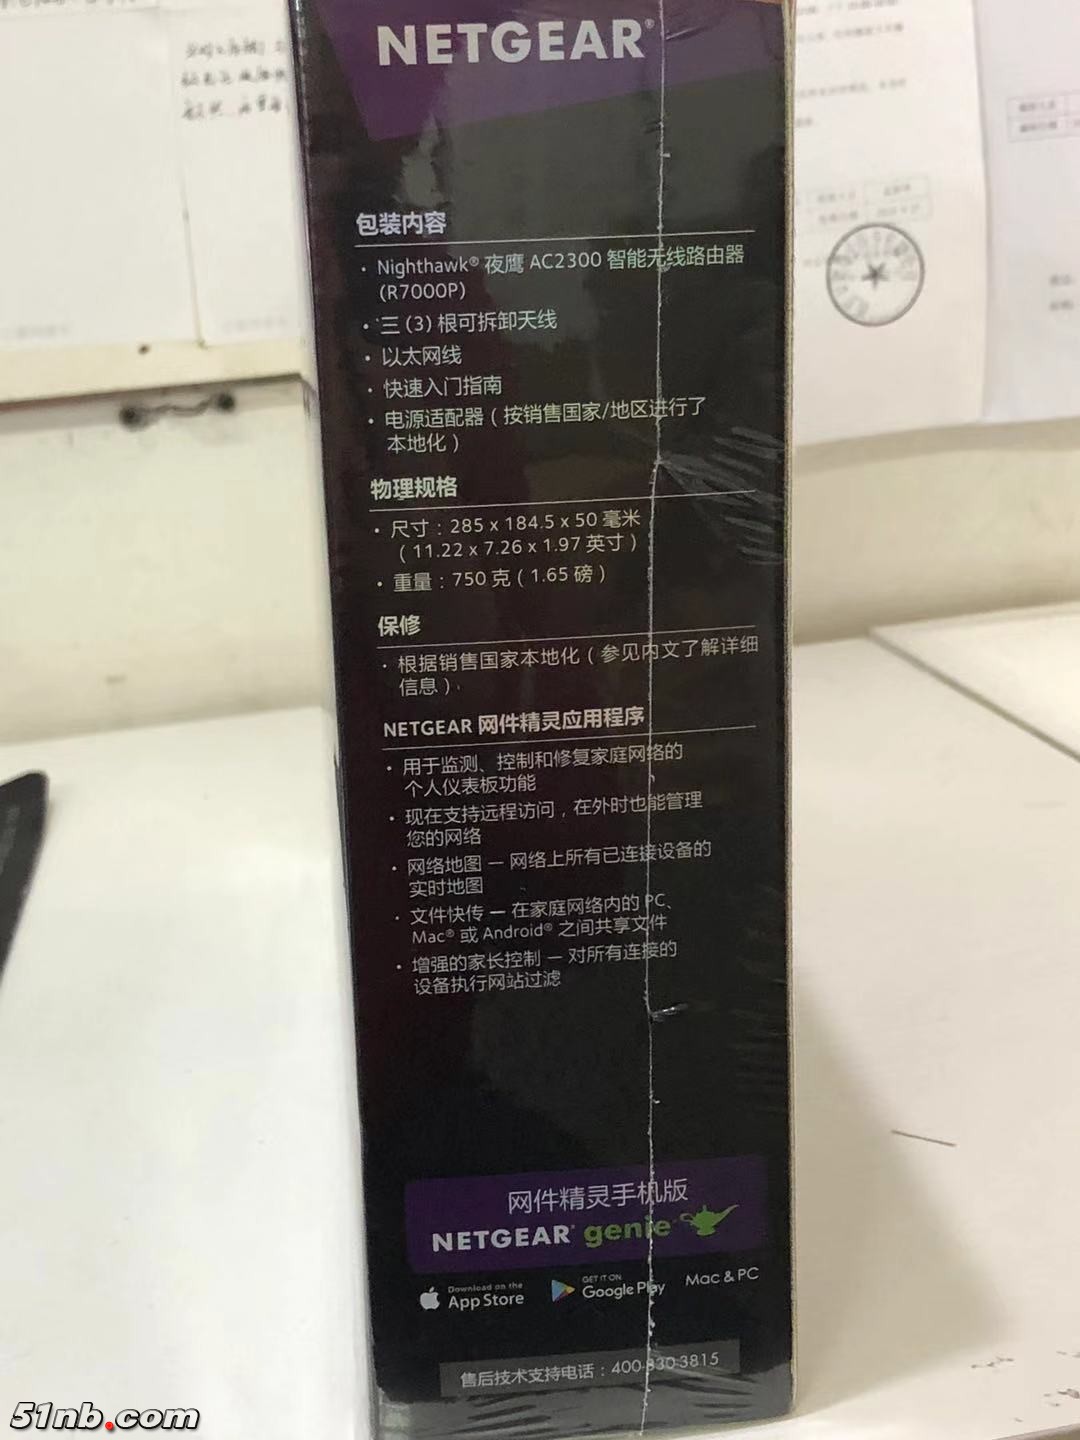 NETGEAR®
包装内容
· Nighthawk® 夜鹰 AC2300 智能无线路由器
(R7000P)
· 三 (3) 根可拆卸天线
· 以太网线
· 快速入门指南
· 电源适配器（按销售国家/地区进行了
本地化）
物理规格
· 尺寸：285 x 184.5 x 50 毫米
（11.22 x 7.26 x 1.97 英寸）
· 重量：750 克（1.65 磅）
保修
· 根据销售国家本地化（参见内文了解详细
信息）.
NETGEAR 网件精灵应用程序
· 用于监测、控制和修复家庭网络的
个人仪表板功能
· 现在支持远程访问，在外时也能管理
您的网络
· 网络地图 — 网络上所有已连接设备的
实时地图
· 文件快传 — 在家庭网络内的 PC、
Mac® 或 Android® 之间共享文件
· 增强的家长控制 — 对所有连接的
设备执行网站过滤
网件精灵手机版
NETGEAR® genie
Download on the
App Store
GET IT ON
Google Play
Mac & PC
售后技术支持电话：400-830-3815
51nb.com